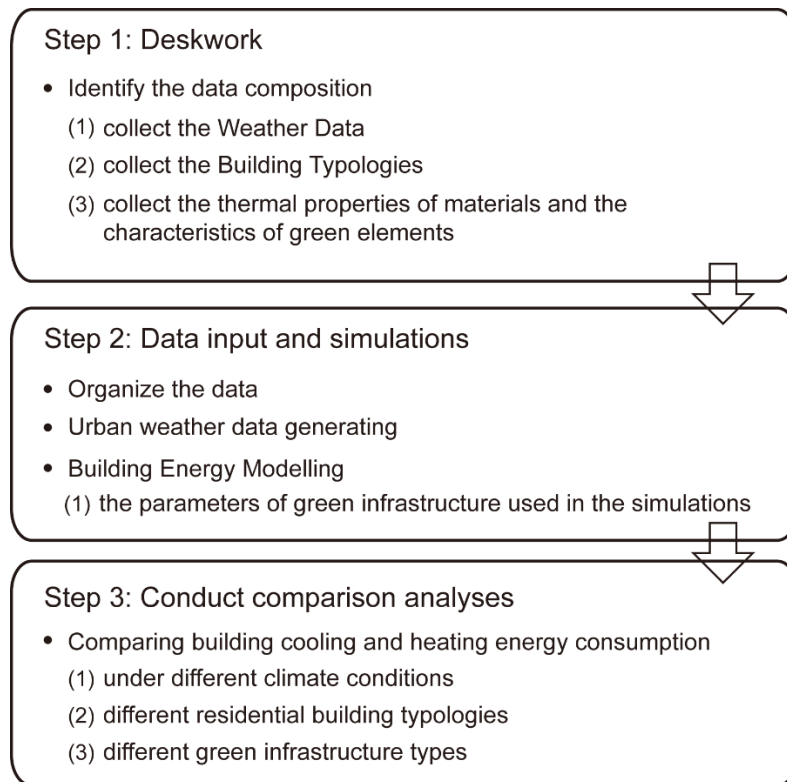 Step 1: Deskwork
• Identify the data composition
(1) collect the Weather Data
(2) collect the Building Typologies
(3) collect the thermal properties of materials and the
characteristics of green elements
Step 2: Data input and simulations
• Organize the data
• Urban weather data generating
• Building Energy Modelling
(1) the parameters of green infrastructure used in the simulations
Step 3: Conduct comparison analyses
• Comparing building cooling and heating energy consumption
(1) under different climate conditions
(2) different residential building typologies
(3) different green infrastructure types